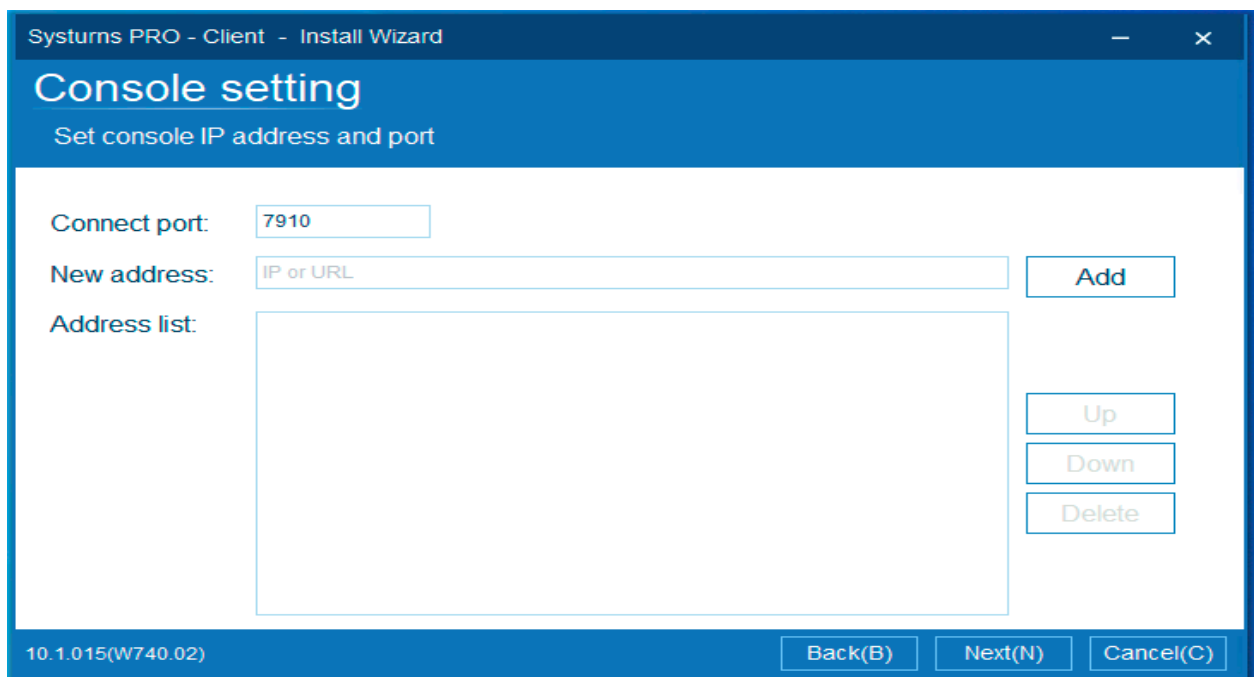 Systurns PRO - Client - Install Wizard
Console setting
Set console IP address and port
Connect port: 7910
New address: IP or URL Add
Address list:
Up
Down
Delete
10.1.015(W740.02) Back(B) Next(N) Cancel(C)